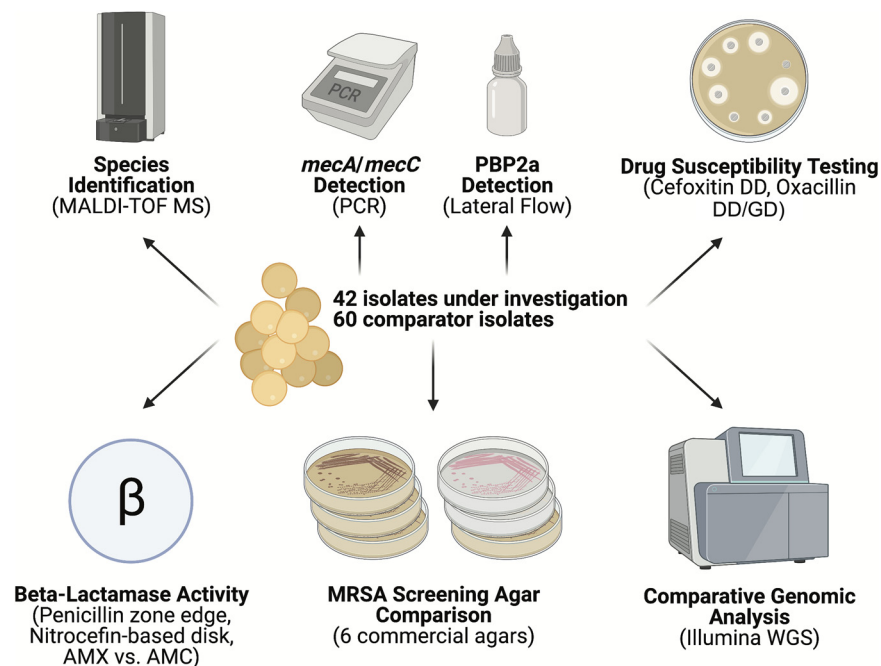 PCR
Species
Identification
(MALDI-TOF MS)
mecA/mecC
Detection
(PCR)
PBP2a
Detection
(Lateral Flow)
Drug Susceptibility Testing
(Cefoxitin DD, Oxacillin
DD/GD)
42 isolates under investigation
60 comparator isolates
β
Beta-Lactamase Activity
(Penicillin zone edge,
Nitrocefin-based disk,
AMX vs. AMC)
MRSA Screening Agar
Comparison
(6 commercial agars)
Comparative Genomic
Analysis
(Illumina WGS)